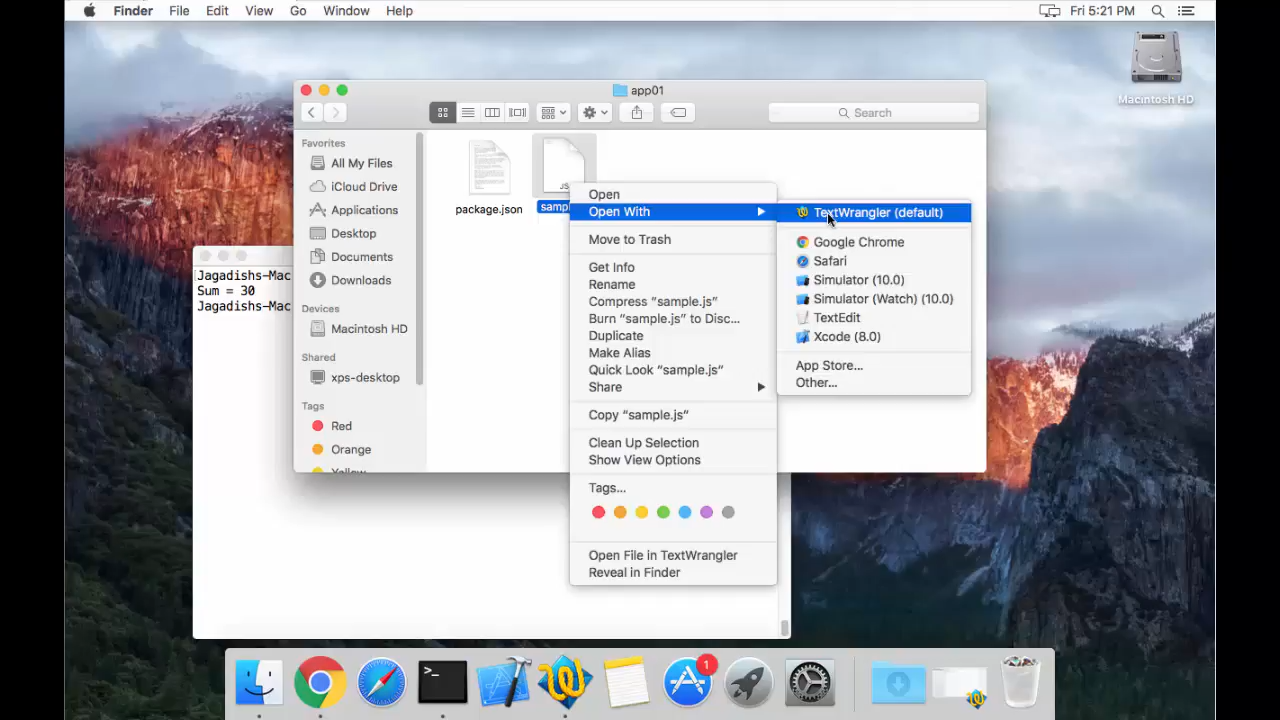 Finder File Edit View Go Window Help Fri 5:21 PM
Macintosh HD
app01
Search
Favorites
All My Files
iCloud Drive
Applications
Desktop
Documents
Downloads
Devices
Macintosh HD
Shared
xps-desktop
Tags
Red
Orange
Yellow
package.json
JS
samp
Jagadishs-Mac
Sum = 30
Jagadishs-Mac
Open
Open With
Move to Trash
Get Info
Rename
Compress “sample.js”
Burn “sample.js” to Disc...
Duplicate
Make Alias
Quick Look “sample.js”
Share
Copy “sample.js”
Clean Up Selection
Show View Options
Tags...
Open File in TextWrangler
Reveal in Finder
TextWrangler (default)
Google Chrome
Safari
Simulator (10.0)
Simulator (Watch) (10.0)
TextEdit
Xcode (8.0)
App Store...
Other...
>_
1